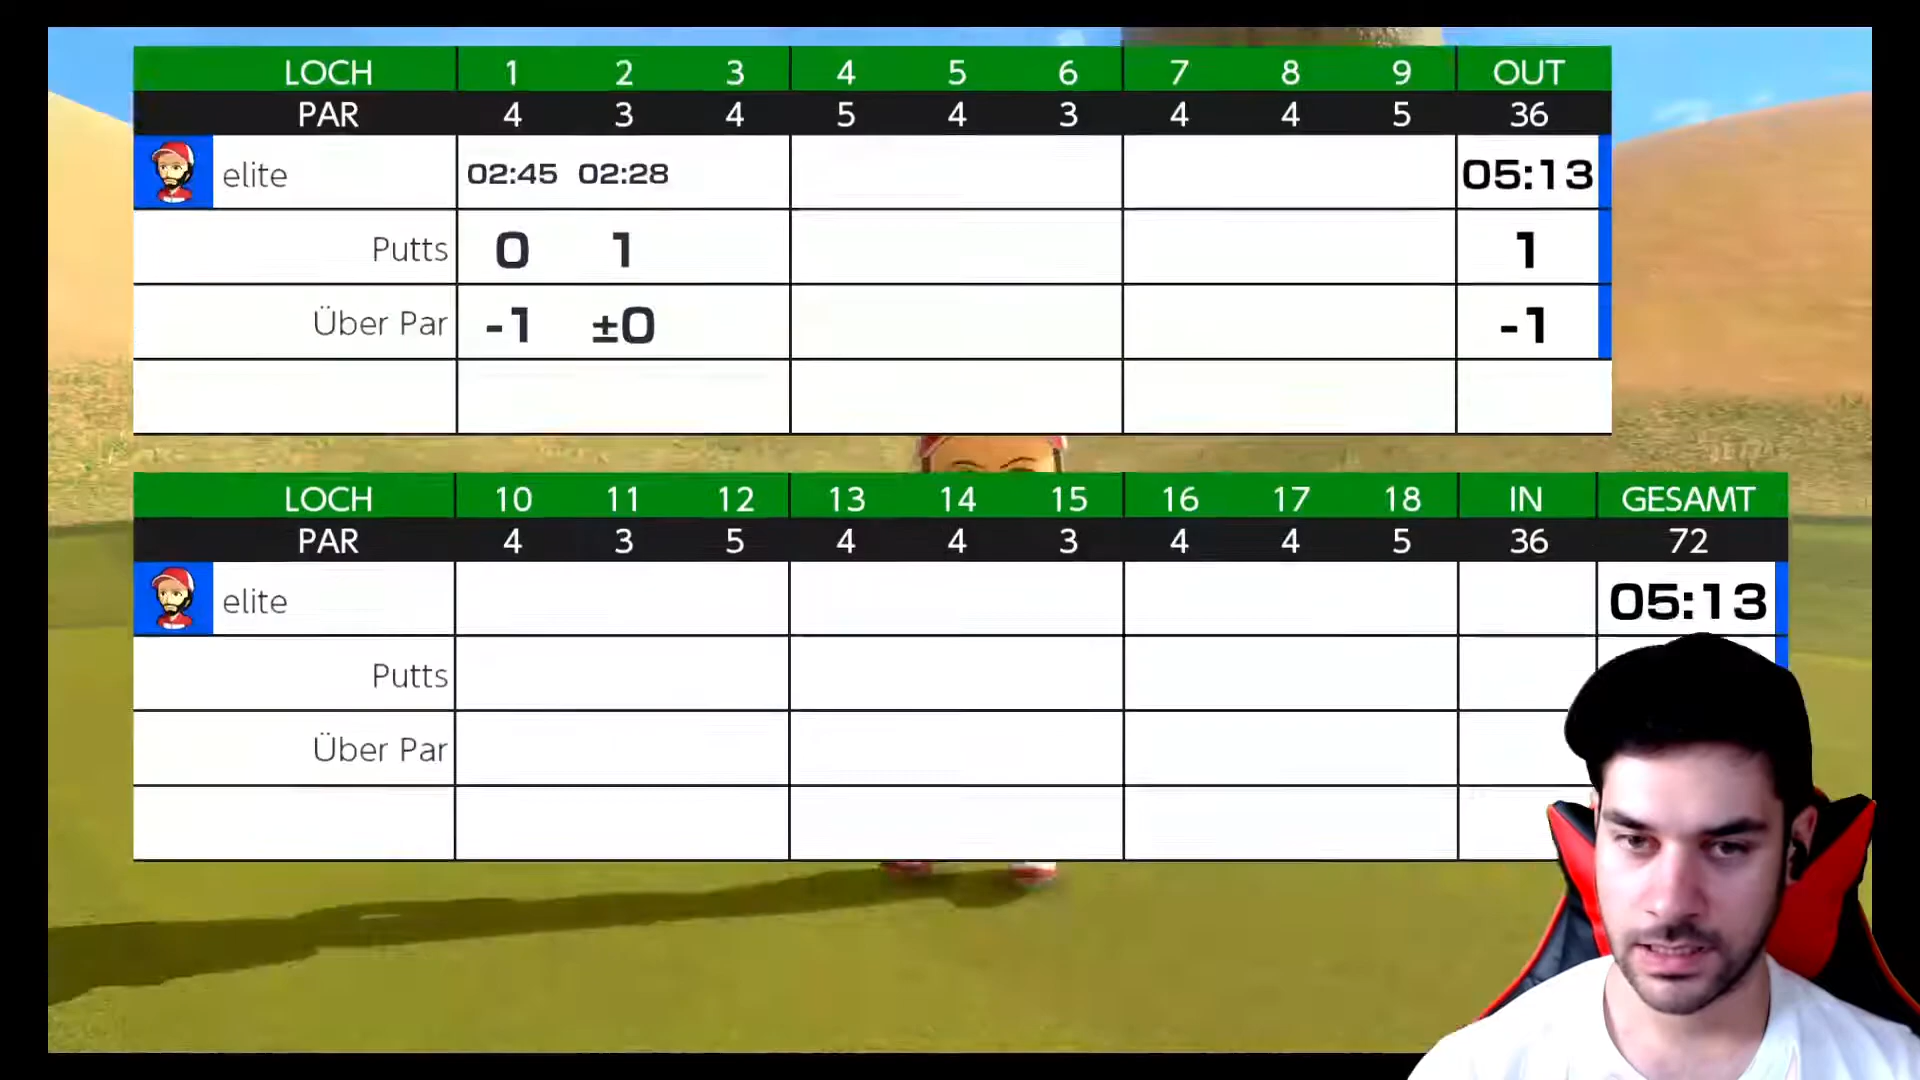 LOCH 1 2 3 4 5 6 7 8 9 OUT
PAR 4 3 4 5 4 3 4 4 5 36
elite 02:45 02:28 05:13
Putts 0 1 1
Über Par -1 ±0 -1
LOCH 10 11 12 13 14 15 16 17 18 IN GESAMT
PAR 4 3 5 4 4 3 4 4 5 36 72
elite 05:13
Putts
Über Par